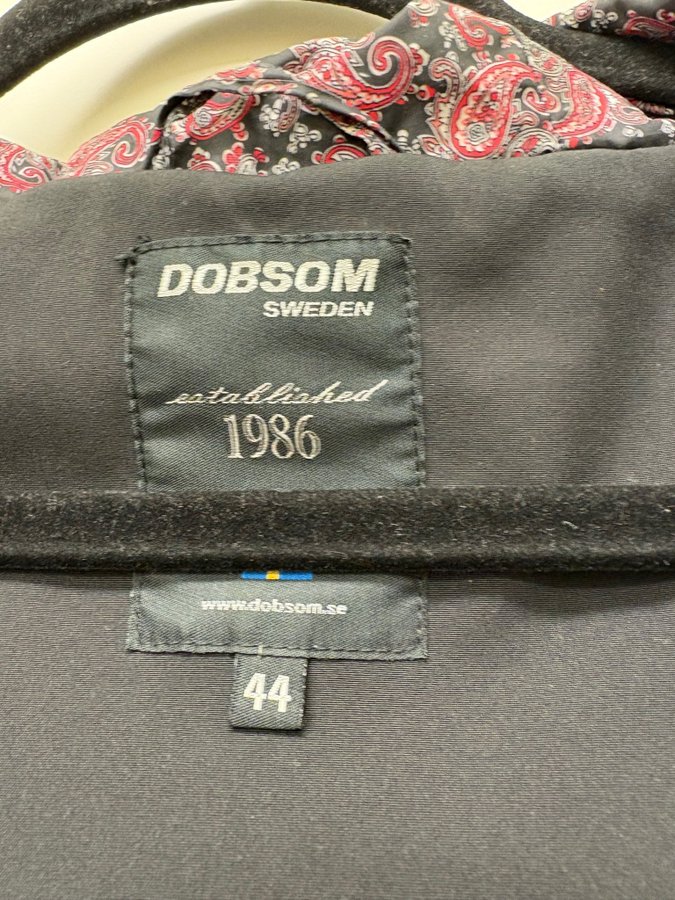 DOBSOM
SWEDEN
established
1986
www.dobsom.se
44